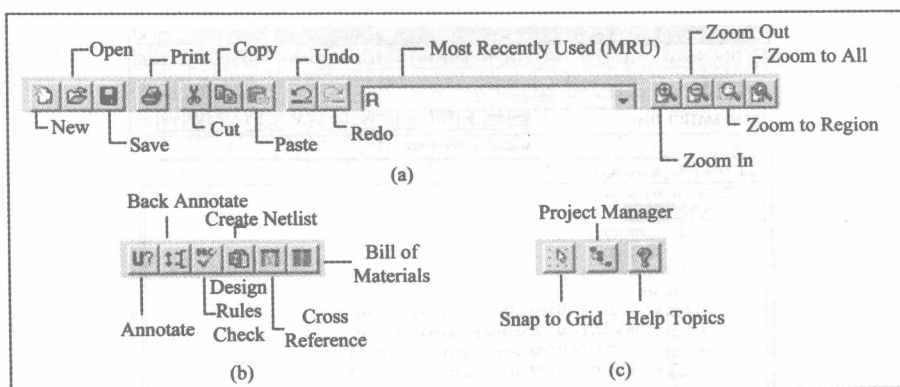 Zoom Out
Open
Copy
Most Recently Used (MRU)
Print
Undo
Zoom to All
R
New
Cut
Redo
Zoom to Region
Save
Paste
Zoom In
(a)
Back Annotate
Create Netlist
Project Manager
U?
Bill of
Materials
Design
Rules
Check
Annotate
Cross
Reference
Snap to Grid
Help Topics
(b)
(c)